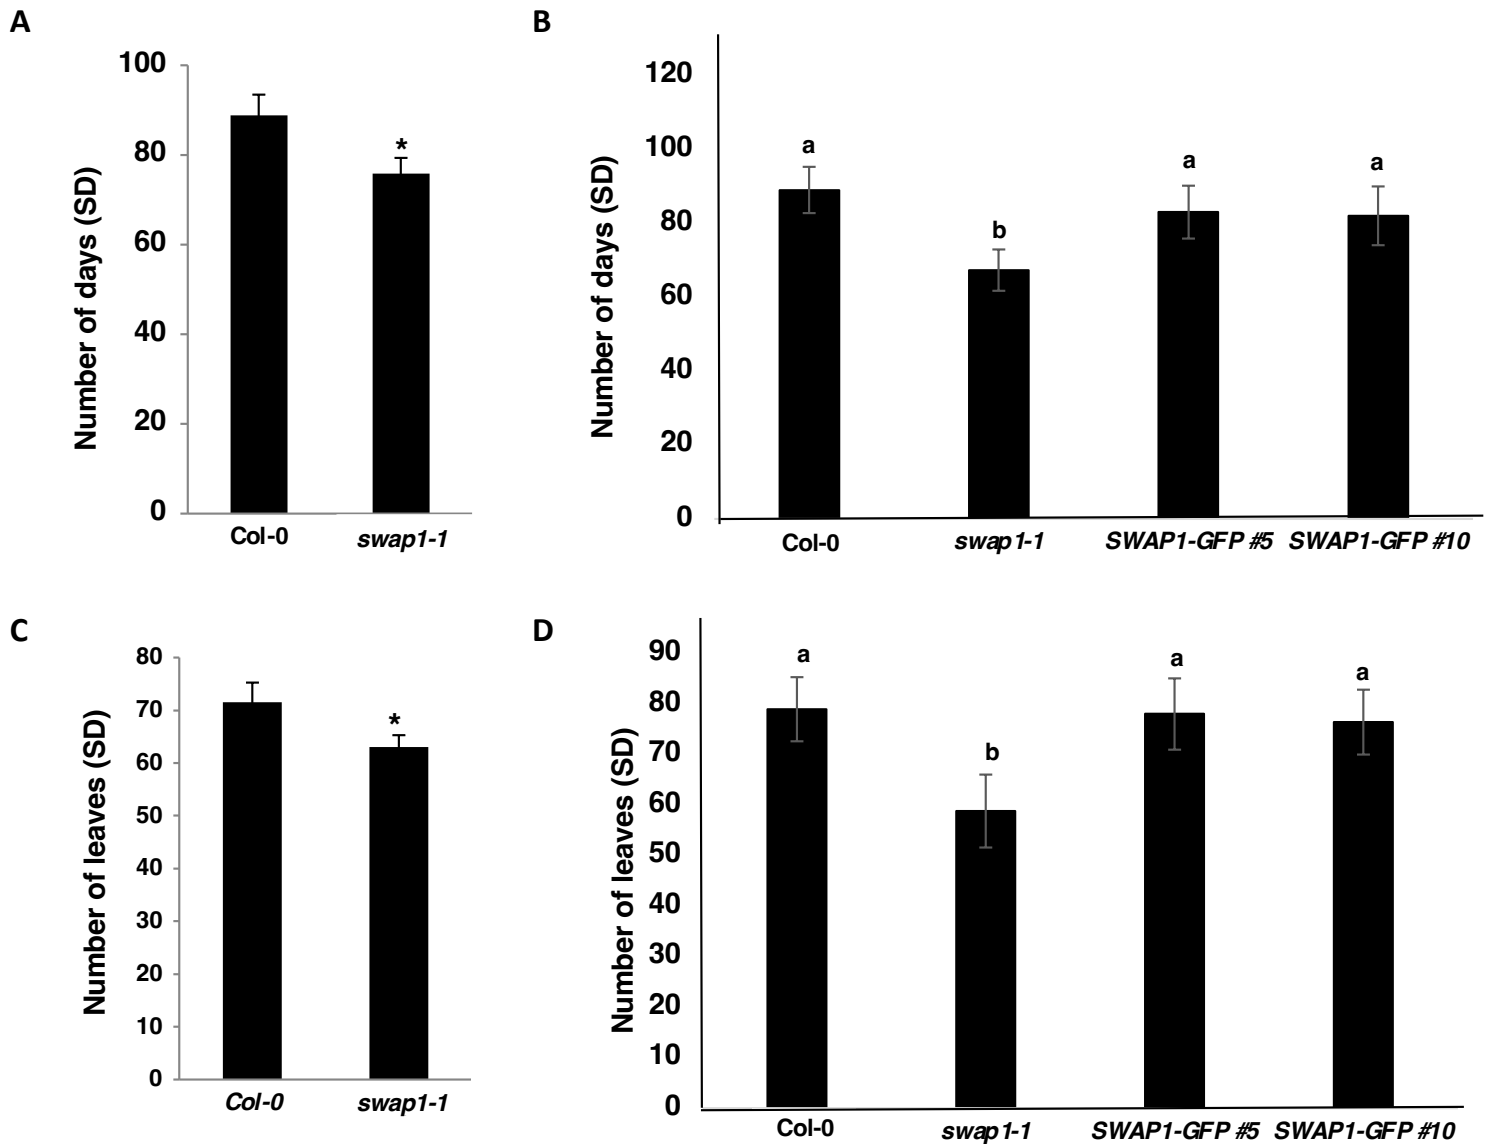 A
Number of days (SD)
100
80
60
40
20
0
*
Col-0 swap1-1
B
Number of days (SD)
120
100
80
60
40
20
0
a b a a
Col-0 swap1-1 SWAP1-GFP #5 SWAP1-GFP #10
C
Number of leaves (SD)
80
70
60
50
40
30
20
10
0
*
Col-0 swap1-1
D
Number of leaves (SD)
90
80
70
60
50
40
30
20
10
0
a b a a
Col-0 swap1-1 SWAP1-GFP #5 SWAP1-GFP #10